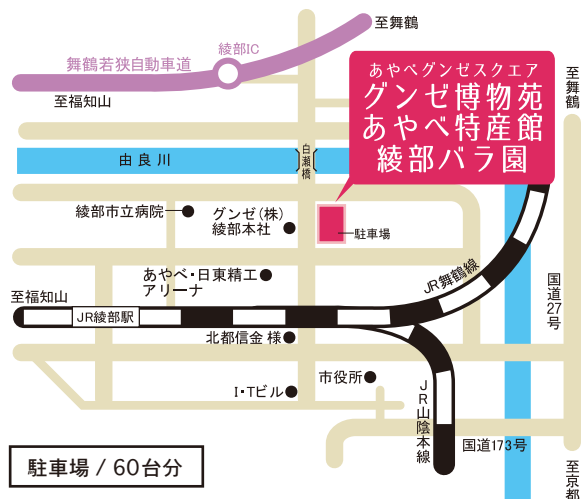 至舞鶴
綾部IC
舞鶴若狭自動車道
至福知山
あやべグンゼスクエア
グンゼ博物苑
あやべ特産館
綾部バラ園
至舞鶴
由良川
白瀬橋
綾部市立病院
グンゼ(株)
綾部本社
駐車場
あやべ・日東精工
アリーナ
JR舞鶴線
国道27号
至福知山
JR綾部駅
北都信金 様
市役所
I・Tビル
JR山陰本線
国道173号
至京都
駐車場 / 60台分